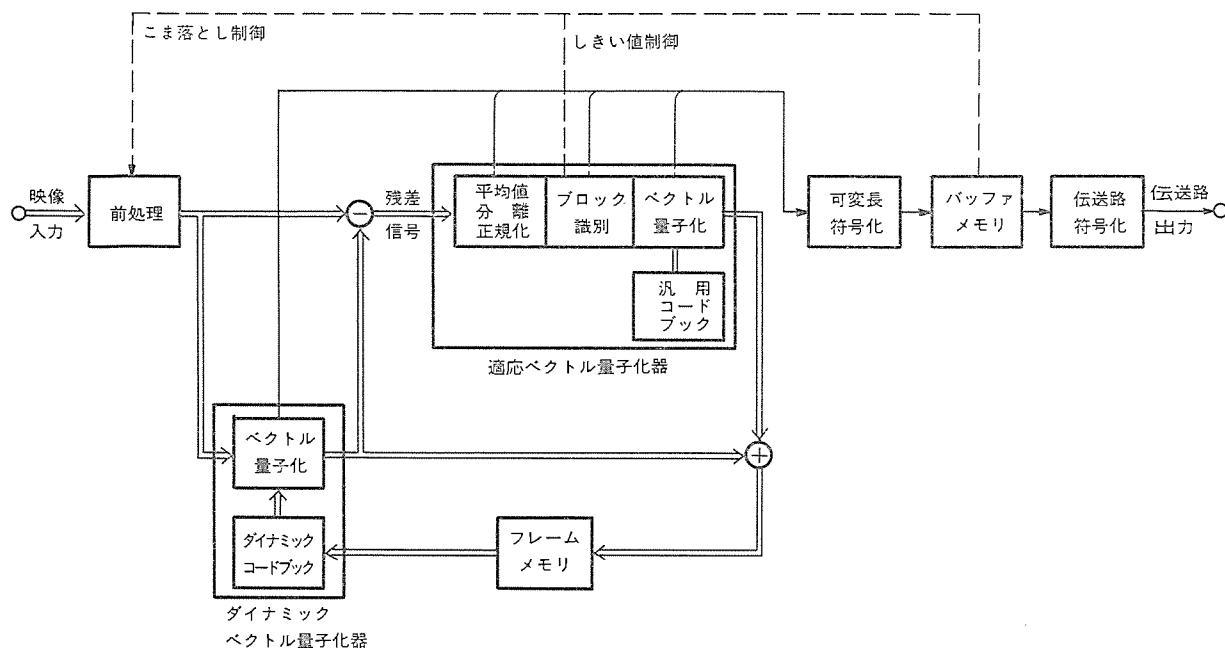 こま落とし制御
しきい値制御
映像
入力
前処理
−
残差
信号
平均値
分離
正規化
ブロック
識別
ベクトル
量子化
汎用
コード
ブック
適応ベクトル量子化器
可変長
符号化
バッファ
メモリ
伝送路
符号化
伝送路
出力
ベクトル
量子化
+
ダイナミック
コードブック
フレーム
メモリ
ダイナミック
ベクトル量子化器